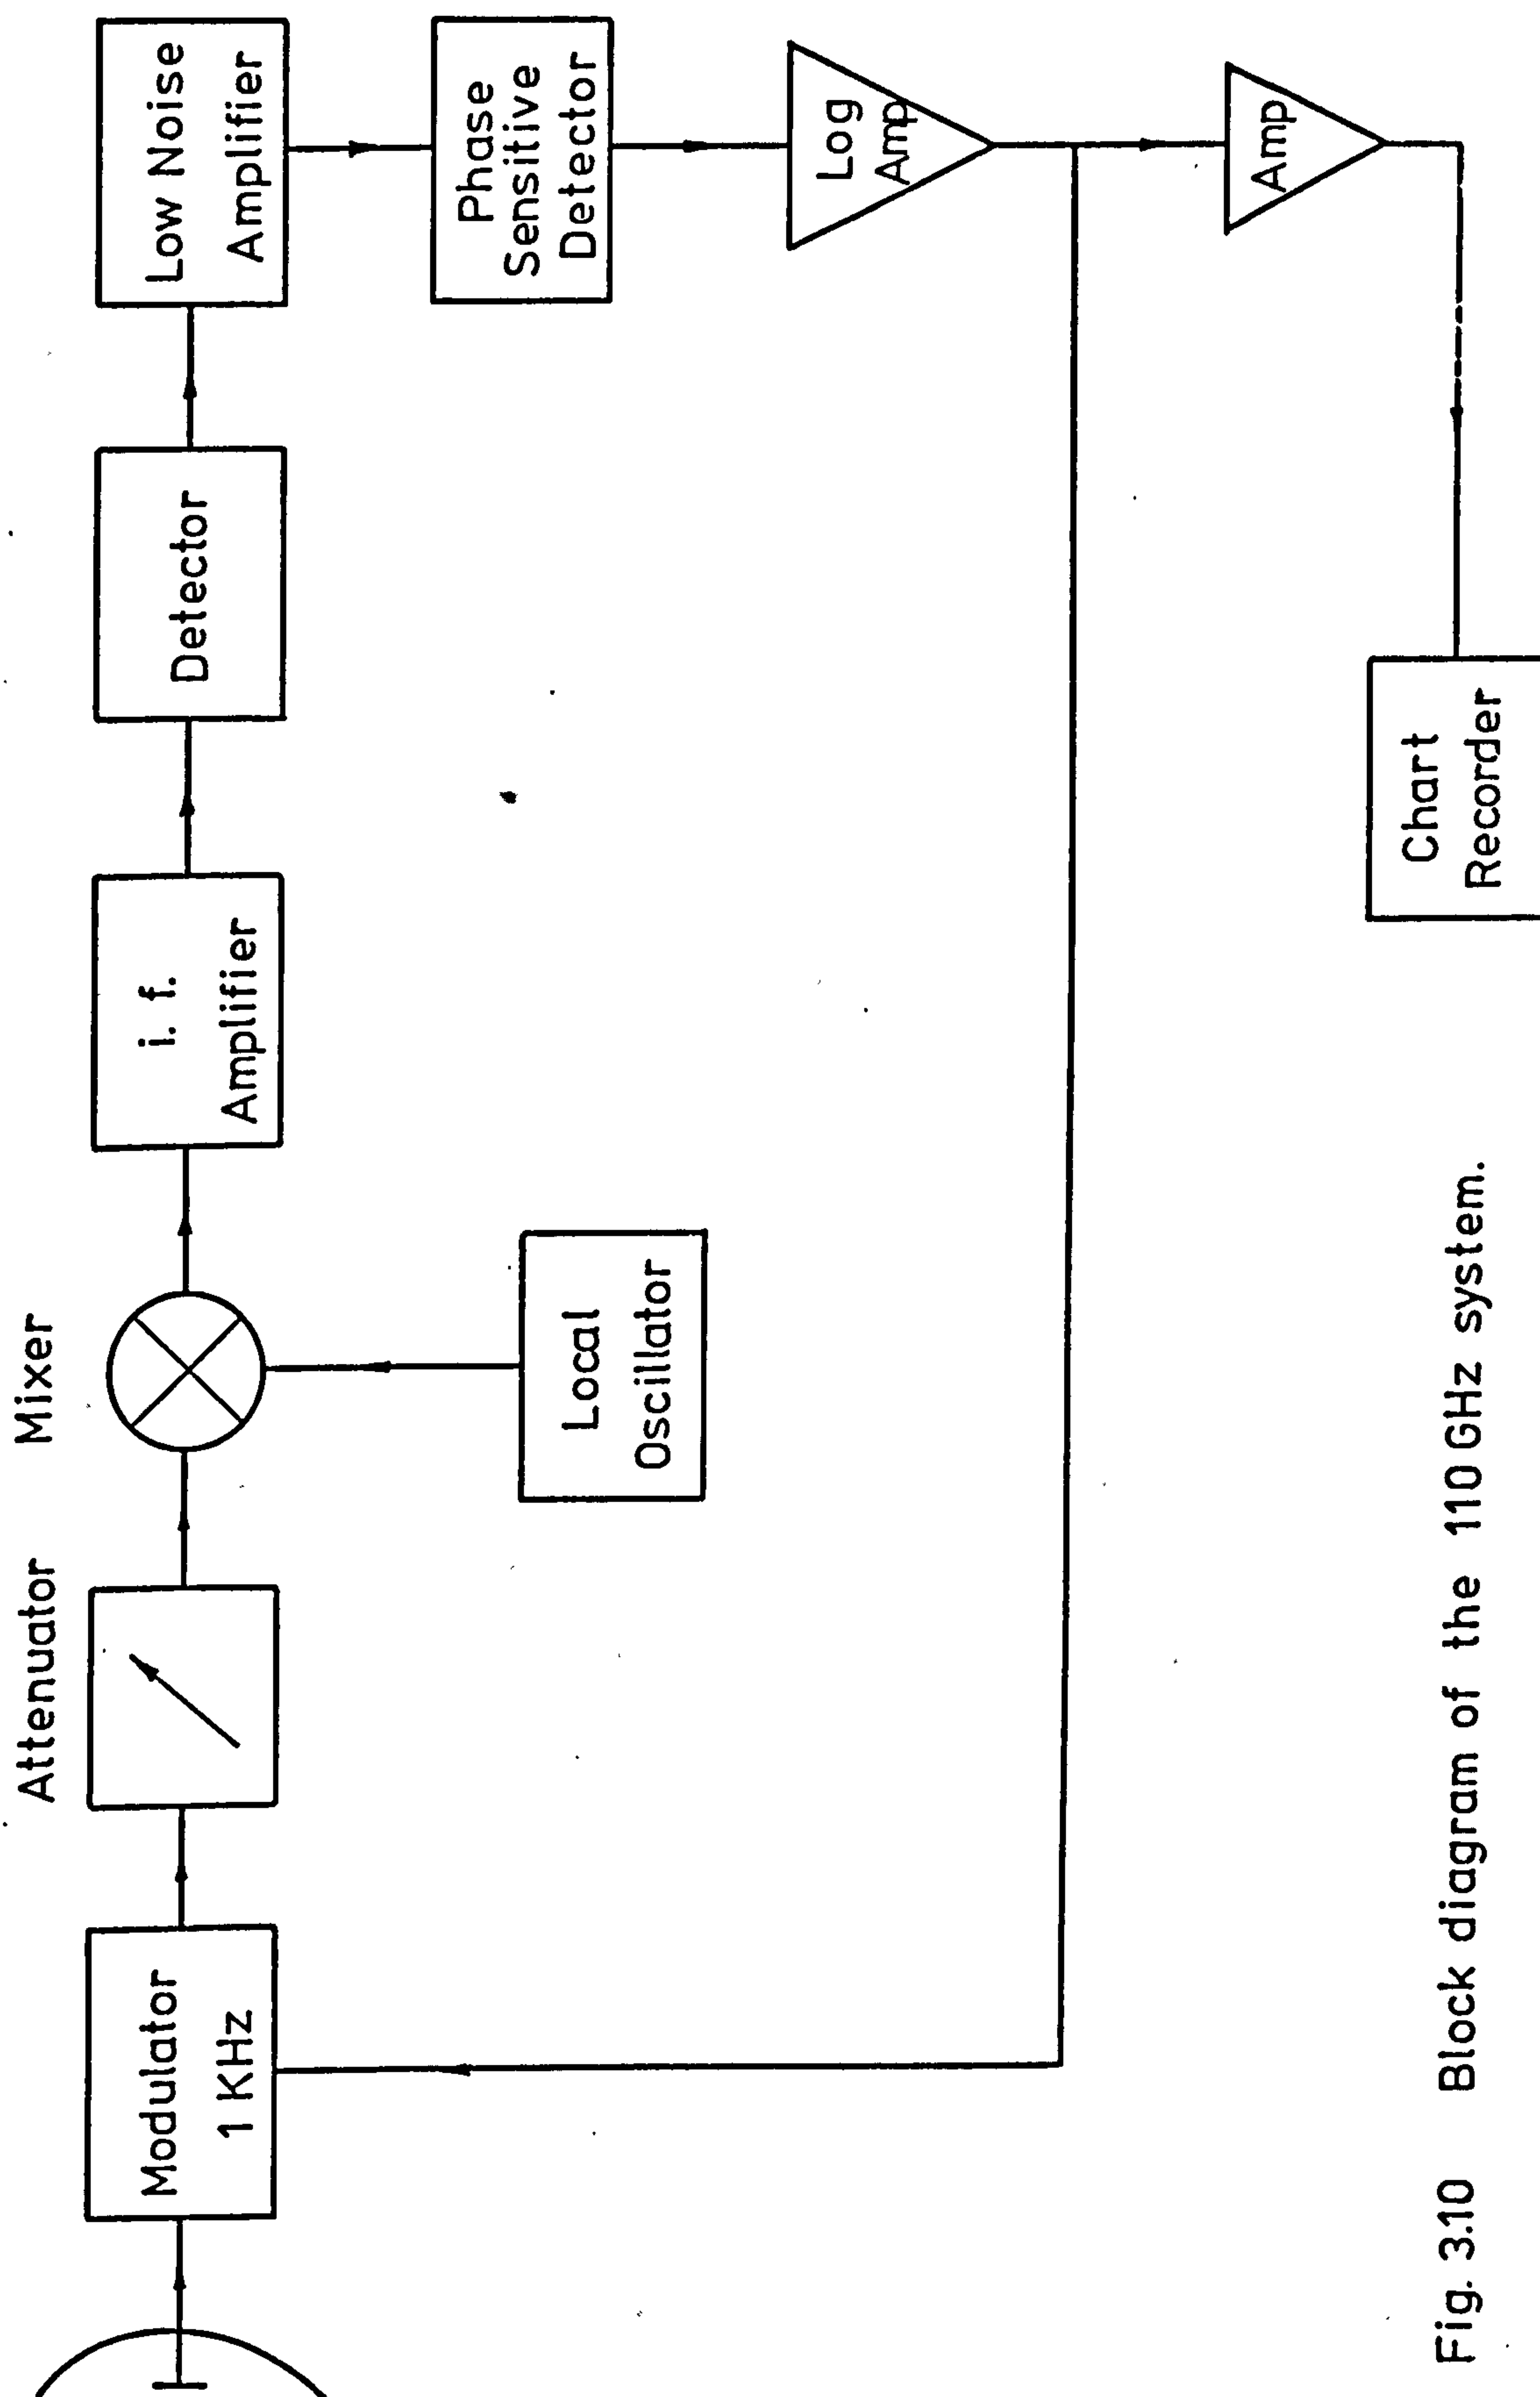 Attenuator
Mixer
Modulator
1 KHz
i. f.
Amplifier
Detector
Low Noise
Amplifier
Local
Oscillator
Phase
Sensitive
Detector
Log
Amp
Amp
Chart
Recorder
Fig. 3.10 Block diagram of the 110 GHz system.